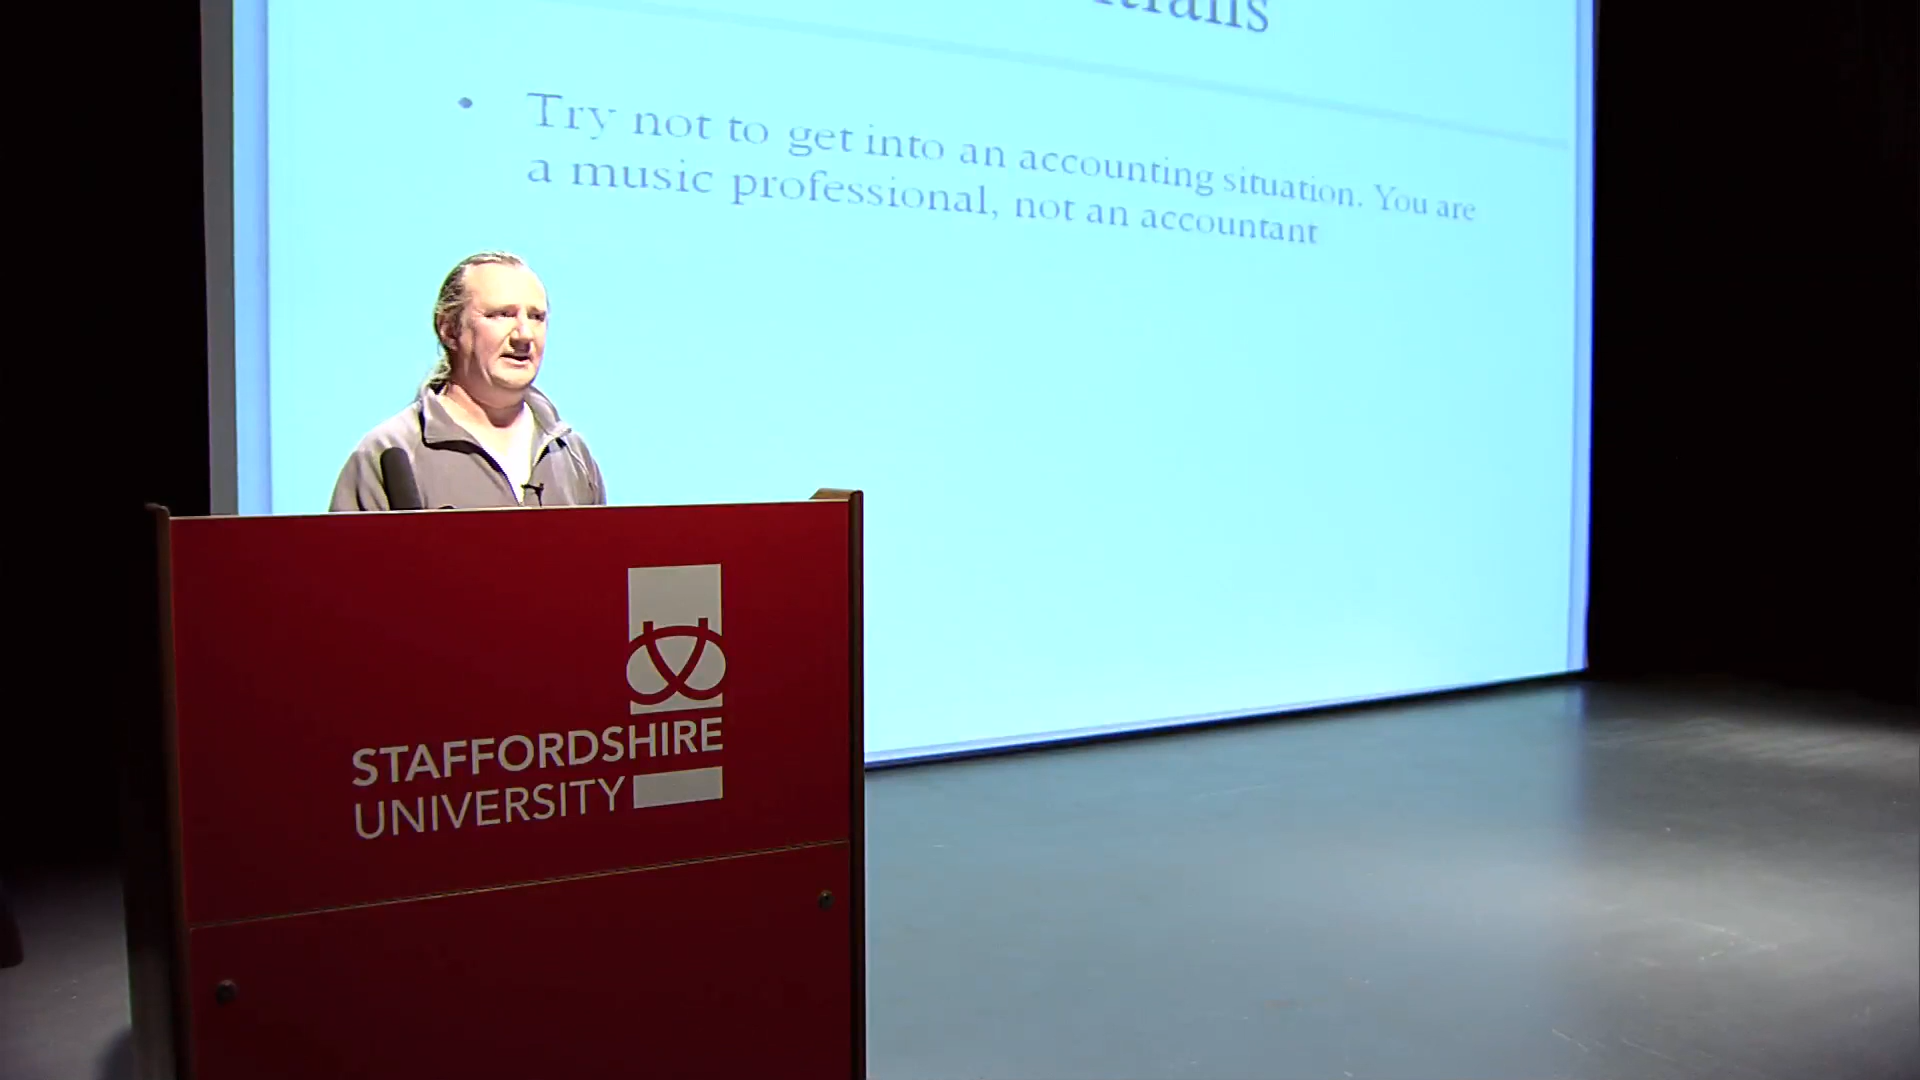 • Try not to get into an accounting situation. You are
a music professional, not an accountant
STAFFORDSHIRE
UNIVERSITY